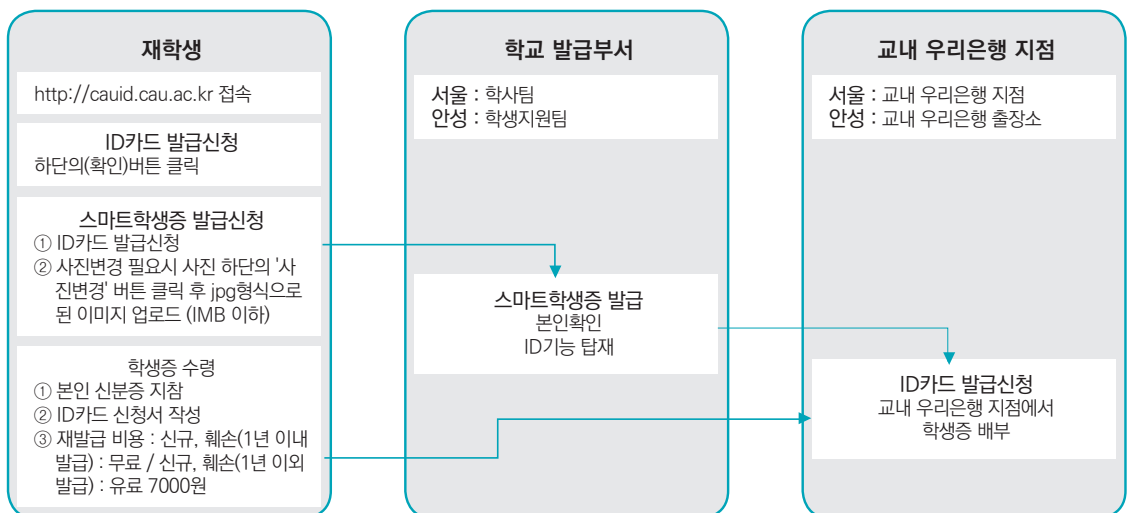 재학생
http://cauid.cau.ac.kr 접속
ID카드 발급신청
하단의(확인)버튼 클릭
스마트학생증 발급신청
① ID카드 발급신청
② 사진변경 필요시 사진 하단의 '사
진변경' 버튼 클릭 후 jpg형식으로
된 이미지 업로드 (IMB 이하)
학생증 수령
① 본인 신분증 지참
② ID카드 신청서 작성
③ 재발급 비용 : 신규, 훼손(1년 이내
발급) : 무료 / 신규, 훼손(1년 이외
발급) : 유료 7000원
학교 발급부서
서울 : 학사팀
안성 : 학생지원팀
스마트학생증 발급
본인확인
ID기능 탑재
교내 우리은행 지점
서울 : 교내 우리은행 지점
안성 : 교내 우리은행 출장소
ID카드 발급신청
교내 우리은행 지점에서
학생증 배부